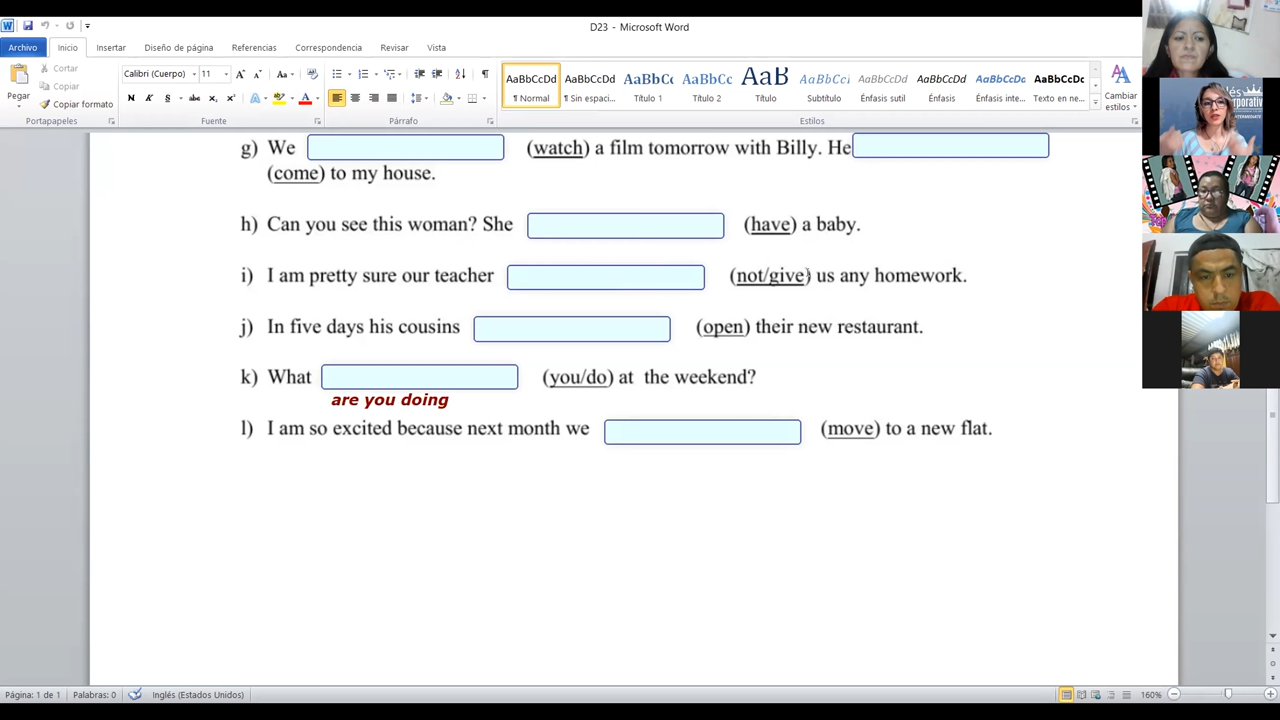 D23 - Microsoft Word
Archivo Inicio Insertar Diseño de página Referencias Correspondencia Revisar Vista
Cortar
Copiar
Copiar formato
Pegar
Portapapeles
Calibri (Cuerpo) 11
Fuente
Párrafo
AaBbCcDd AaBbCcDd AaBbCc AaBbCc AaB AaBbCcDd AaBbCcDd AaBbCcDd AaBbCcDd AaBbCcDc
¶ Normal ¶ Sin espaci... Título 1 Título 2 Título Subtítulo Énfasis sutil Énfasis Énfasis inte... Texto en ne...
Estilos
Cambiar estilos
g) We (watch) a film tomorrow with Billy. He
(come) to my house.
h) Can you see this woman? She (have) a baby.
i) I am pretty sure our teacher (not/give) us any homework.
j) In five days his cousins (open) their new restaurant.
k) What (you/do) at the weekend?
are you doing
l) I am so excited because next month we (move) to a new flat.
Página: 1 de 1 Palabras: 0 Inglés (Estados Unidos) 160%